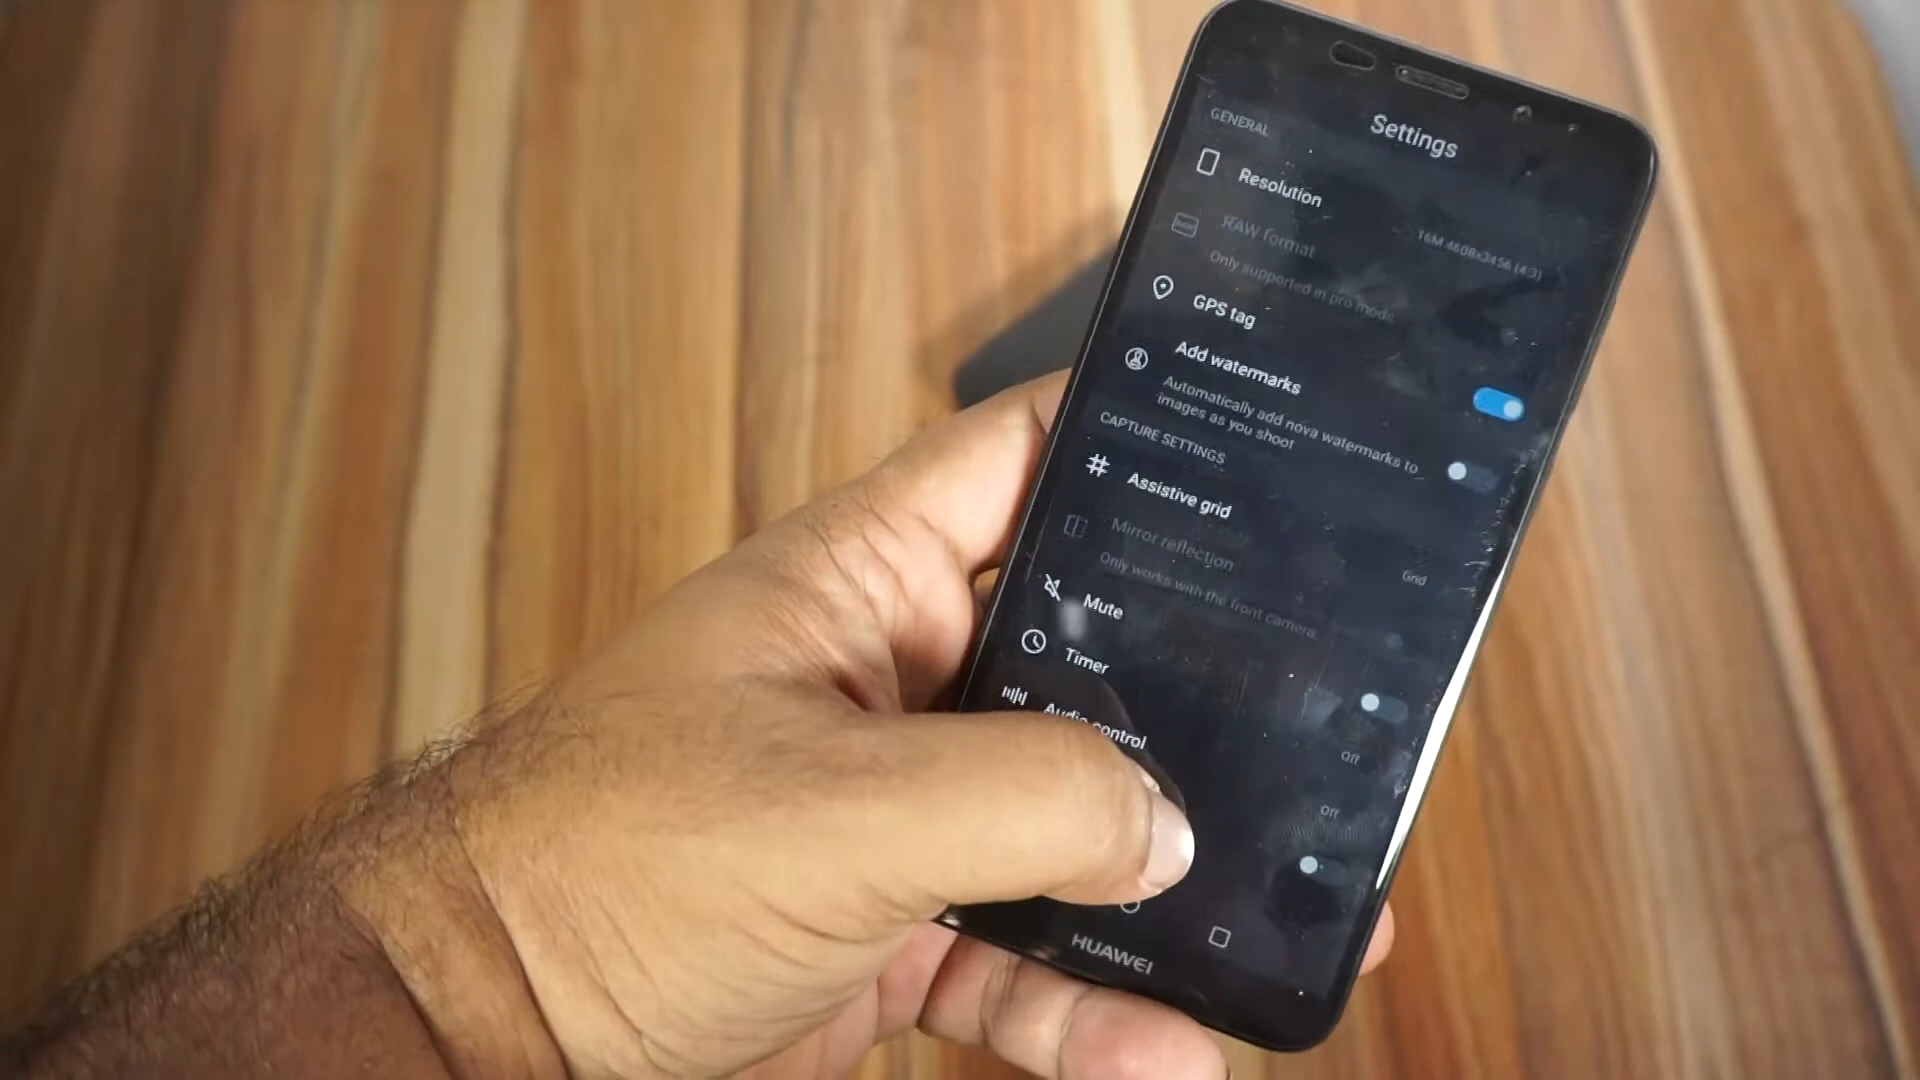 Settings
GENERAL
Resolution
16M 4608x3456 (4:3)
RAW format
Only supported in pro mode
GPS tag
Add watermarks
Automatically add nova watermarks to
images as you shoot
CAPTURE SETTINGS
Assistive grid
Grid
Mirror reflection
Only works with the front camera
Mute
Timer
Off
Audio control
Off
HUAWEI